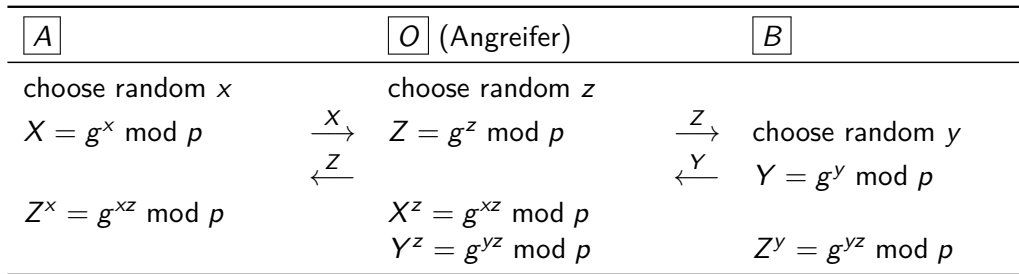 A O (Angreifer) B
choose random x choose random z
X = g^x mod p X⟶ Z = g^z mod p Z⟶ choose random y
Z⟵ Y⟵ Y = g^y mod p
Z^x = g^{xz} mod p X^z = g^{xz} mod p
Y^z = g^{yz} mod p Z^y = g^{yz} mod p